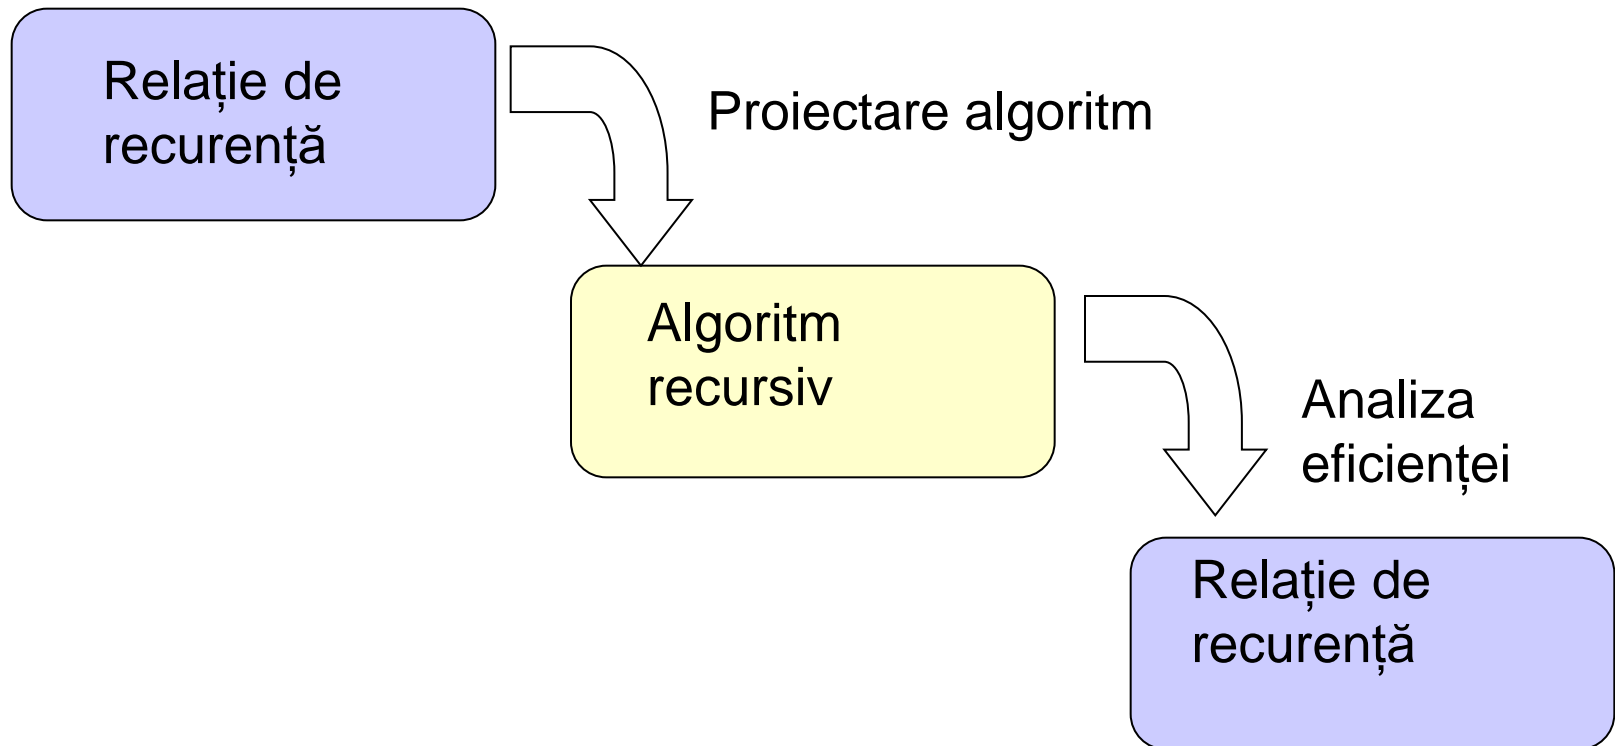 Relație de
recurență
Proiectare algoritm
Algoritm
recursiv
Analiza
eficienței
Relație de
recurență